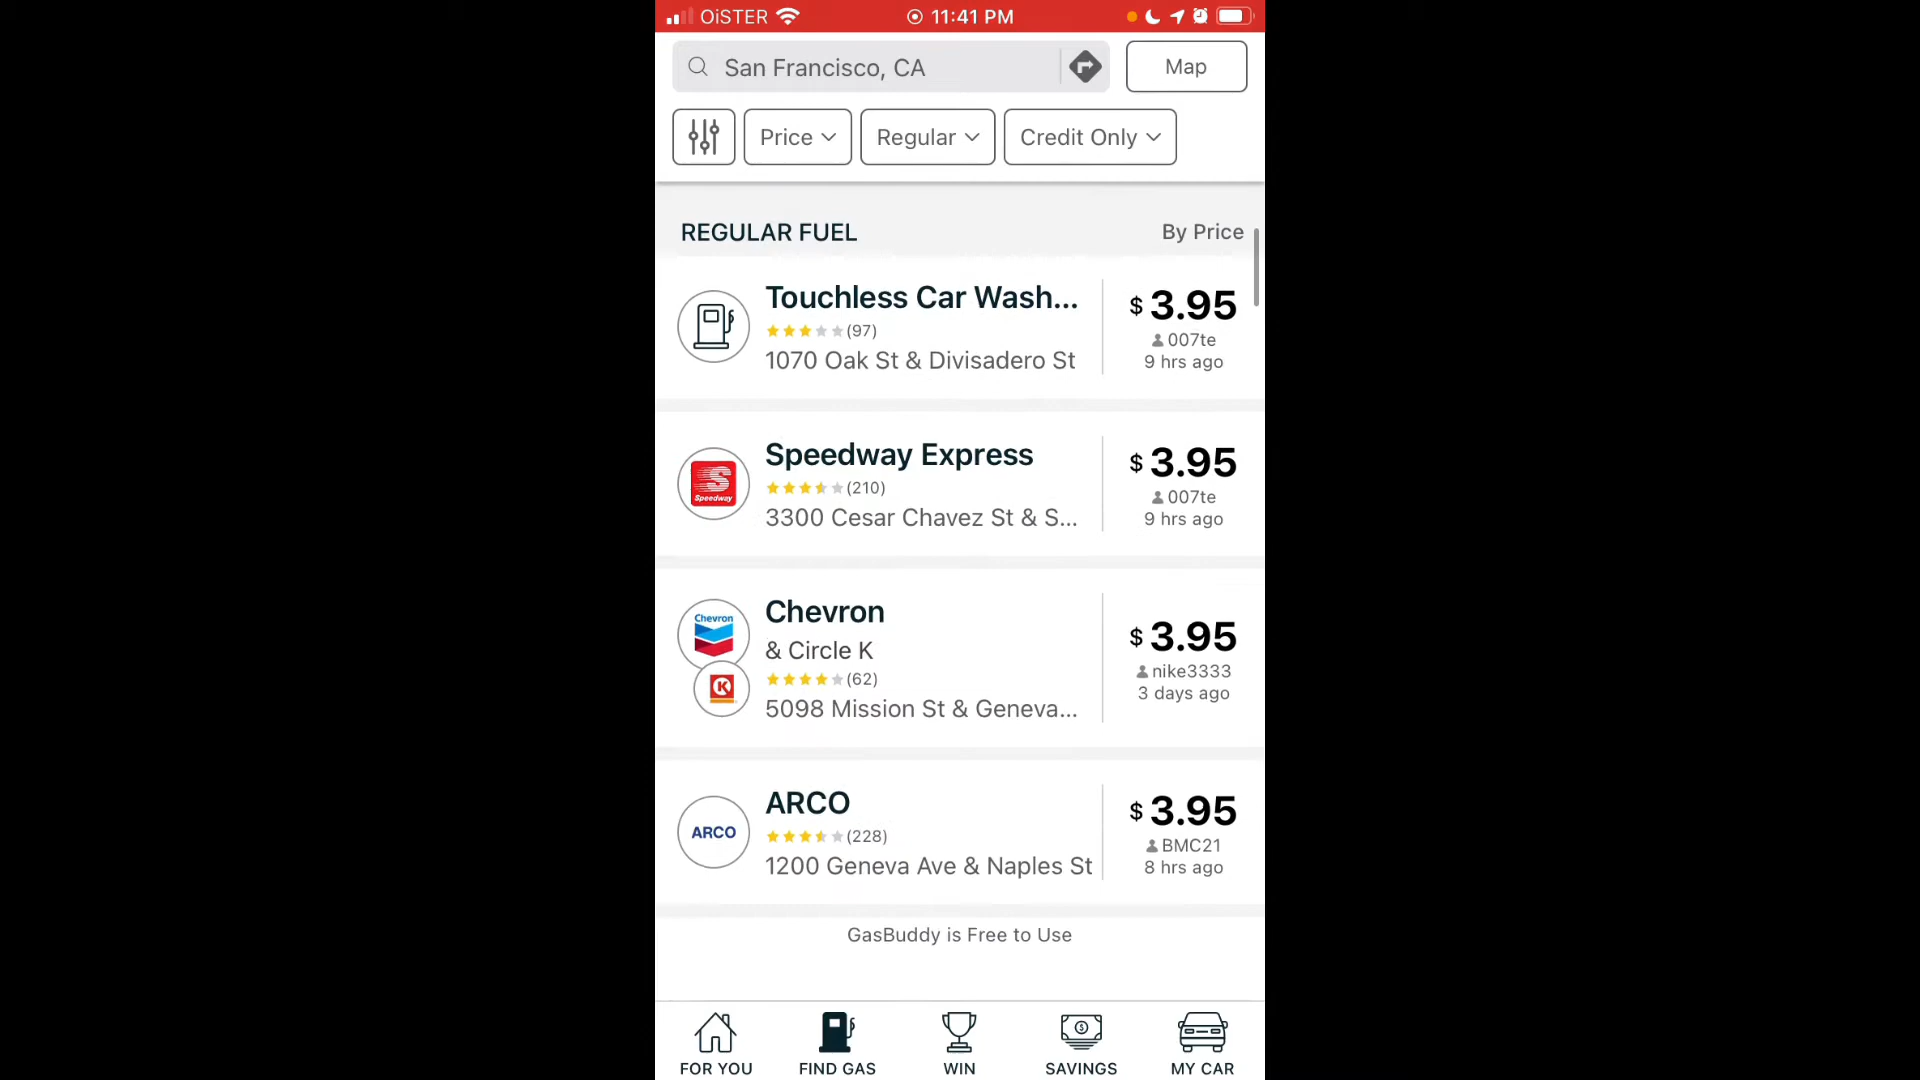 OiSTER 11:41 PM
San Francisco, CA Map
Price Regular Credit Only
REGULAR FUEL By Price
Touchless Car Wash...
(97)
1070 Oak St & Divisadero St
$ 3.95
007te
9 hrs ago
Speedway Express
Speedway
(210)
3300 Cesar Chavez St & S...
$ 3.95
007te
9 hrs ago
Chevron
Chevron
& Circle K
K
(62)
5098 Mission St & Geneva...
$ 3.95
nike3333
3 days ago
ARCO
ARCO
(228)
1200 Geneva Ave & Naples St
$ 3.95
BMC21
8 hrs ago
GasBuddy is Free to Use
FOR YOU FIND GAS WIN SAVINGS MY CAR